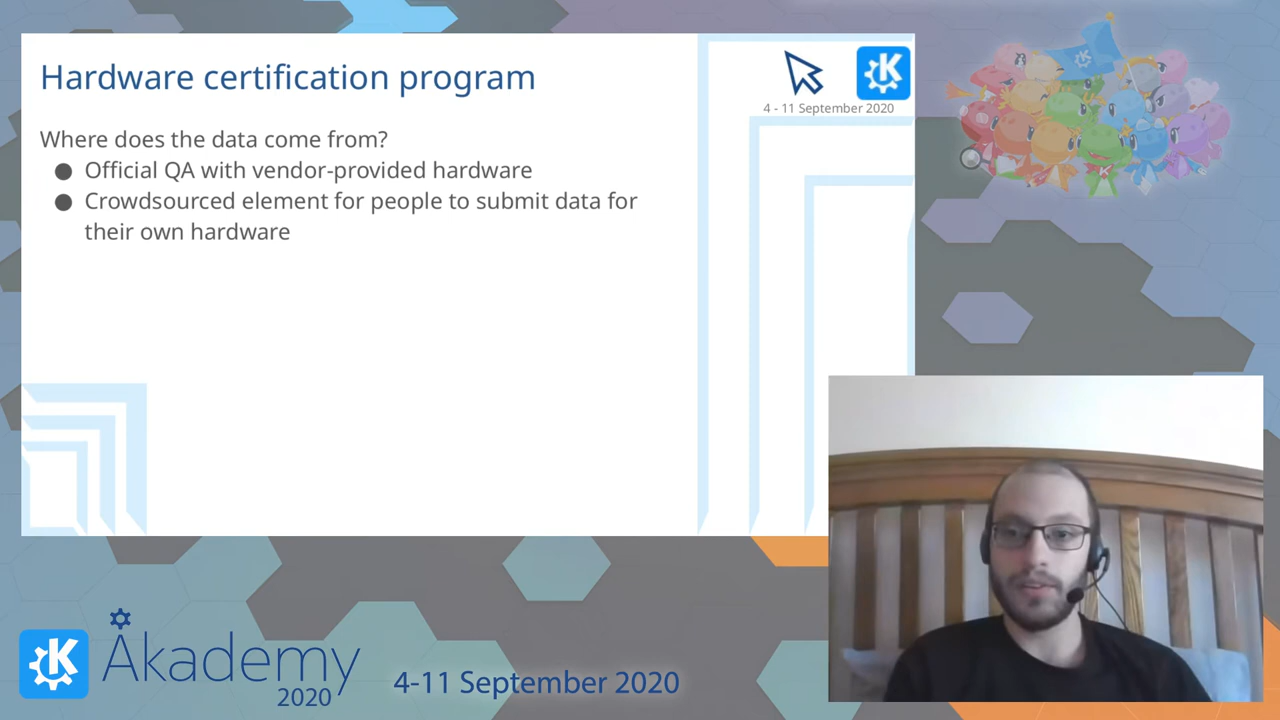 Hardware certification program
4 - 11 September 2020
Where does the data come from?
● Official QA with vendor-provided hardware
● Crowdsourced element for people to submit data for
their own hardware
Akademy
2020
4-11 September 2020